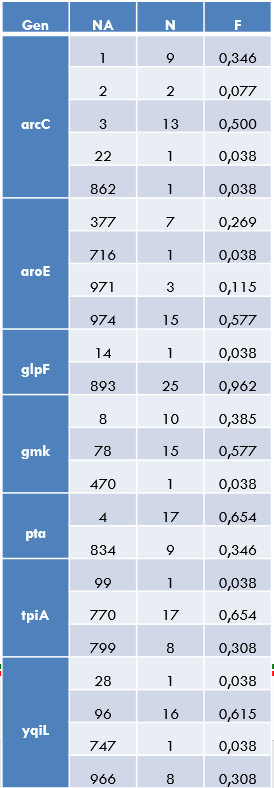 Gen NA N F
arcC 1 9 0,346
2 2 0,077
3 13 0,500
22 1 0,038
862 1 0,038
aroE 377 7 0,269
716 1 0,038
971 3 0,115
974 15 0,577
glpF 14 1 0,038
893 25 0,962
gmk 8 10 0,385
78 15 0,577
470 1 0,038
pta 4 17 0,654
834 9 0,346
tpiA 99 1 0,038
770 17 0,654
799 8 0,308
yqiL 28 1 0,038
96 16 0,615
747 1 0,038
966 8 0,308